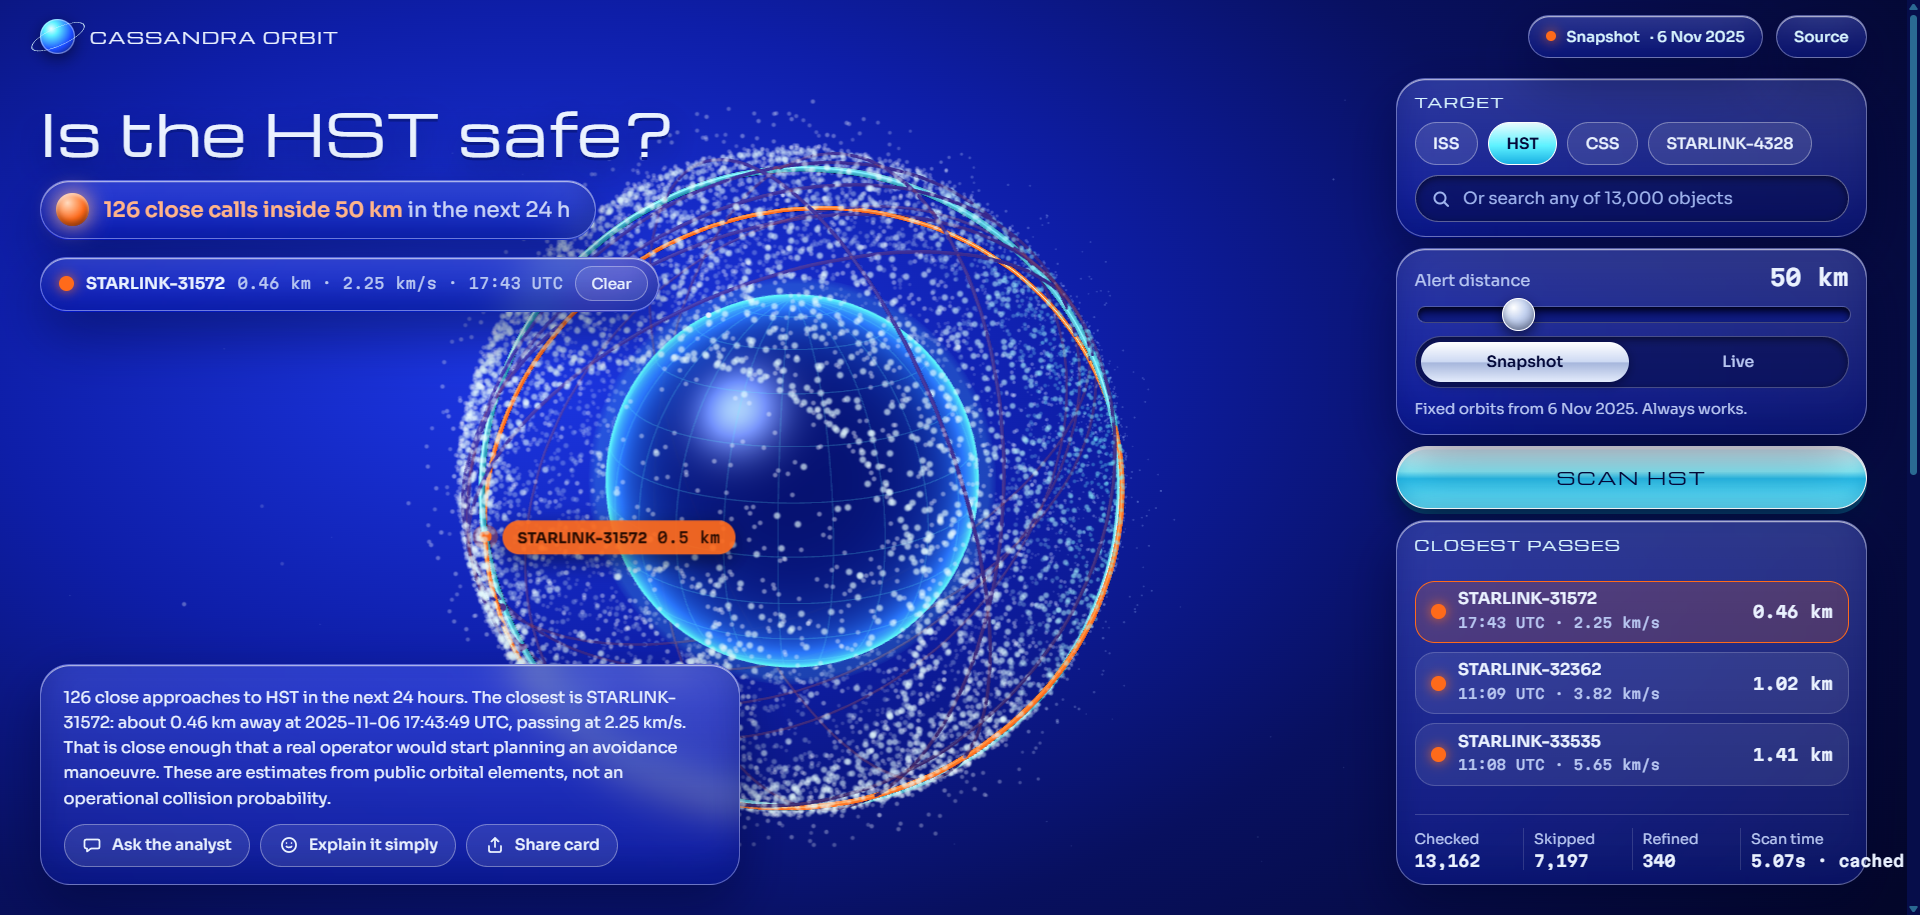 CASSANDRA ORBIT
Snapshot · 6 Nov 2025
Source
Is the HST safe?
126 close calls inside 50 km in the next 24 h
STARLINK-31572 0.46 km · 2.25 km/s · 17:43 UTC Clear
STARLINK-31572 0.5 km
126 close approaches to HST in the next 24 hours. The closest is STARLINK-
31572: about 0.46 km away at 2025-11-06 17:43:49 UTC, passing at 2.25 km/s.
That is close enough that a real operator would start planning an avoidance
manoeuvre. These are estimates from public orbital elements, not an
operational collision probability.
Ask the analyst
Explain it simply
Share card
TARGET
ISS
HST
CSS
STARLINK-4328
Or search any of 13,000 objects
Alert distance 50 km
Snapshot
Live
Fixed orbits from 6 Nov 2025. Always works.
SCAN HST
CLOSEST PASSES
STARLINK-31572
17:43 UTC · 2.25 km/s
0.46 km
STARLINK-32362
11:09 UTC · 3.82 km/s
1.02 km
STARLINK-33535
11:08 UTC · 5.65 km/s
1.41 km
Checked
13,162
Skipped
7,197
Refined
340
Scan time
5.07s · cached